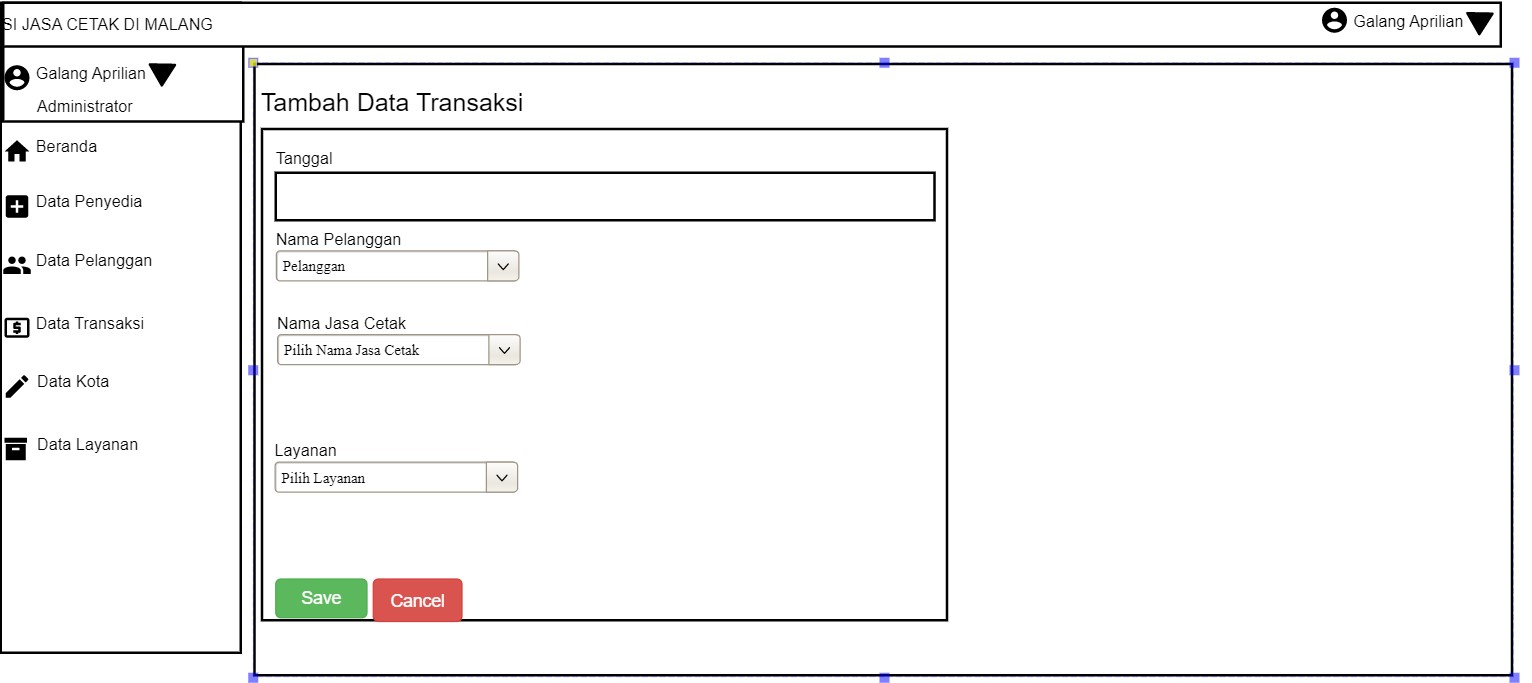 SI JASA CETAK DI MALANG
Galang Aprilian
Galang Aprilian
Administrator
Beranda
Data Penyedia
Data Pelanggan
Data Transaksi
Data Kota
Data Layanan
Tambah Data Transaksi
Tanggal
Nama Pelanggan
Pelanggan
Nama Jasa Cetak
Pilih Nama Jasa Cetak
Layanan
Pilih Layanan
Save
Cancel